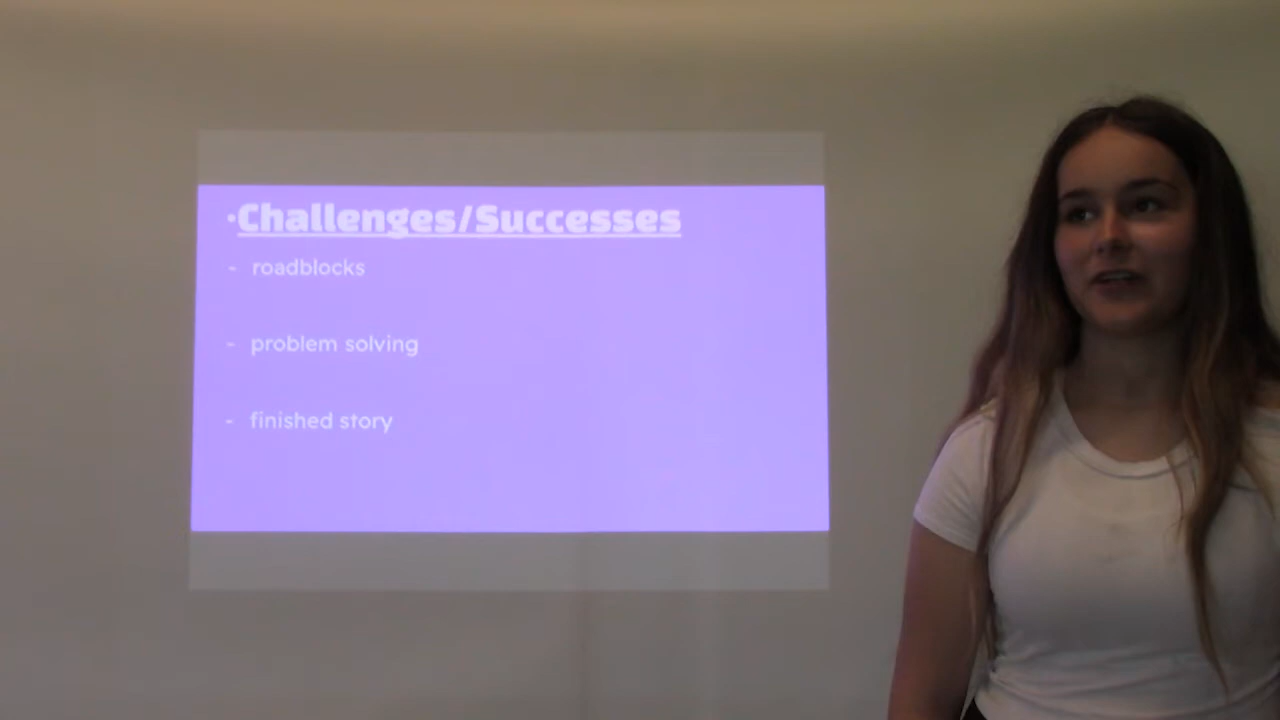 ·Challenges/Successes
- roadblocks
- problem solving
- finished story